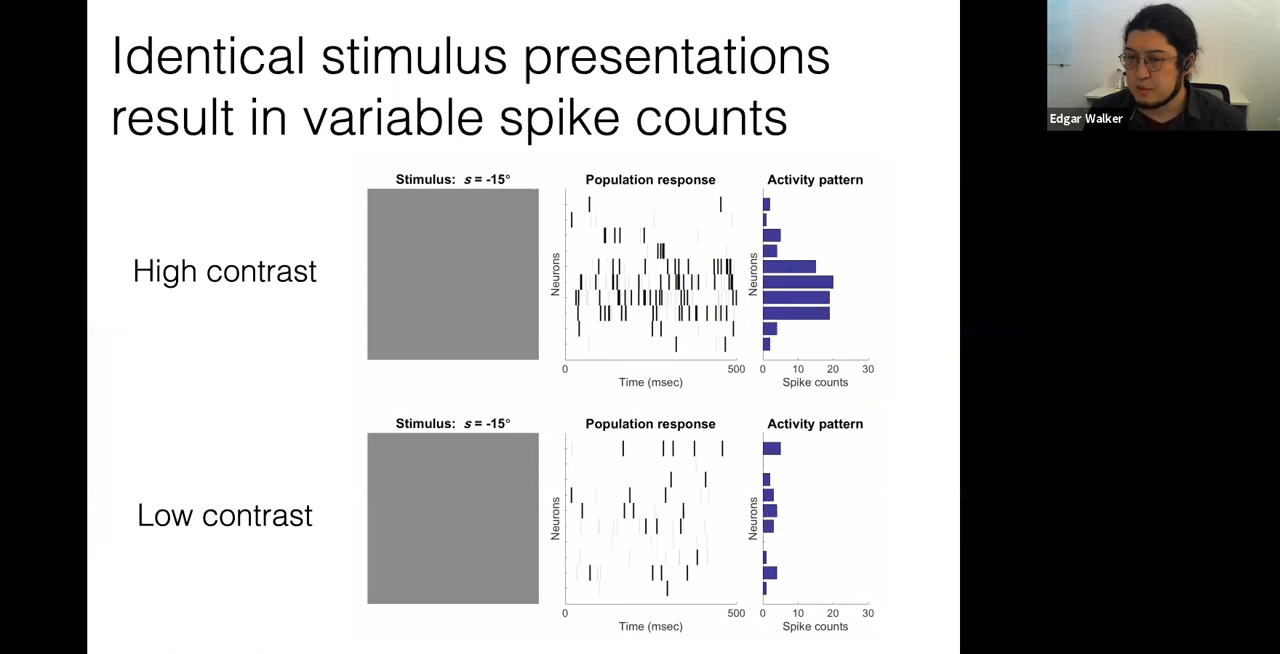 Identical stimulus presentations
result in variable spike counts
Edgar Walker
High contrast
Stimulus: s = -15°
Population response
Activity pattern
Neurons
Neurons
0
500
0 10 20 30
Time (msec)
Spike counts
Low contrast
Stimulus: s = -15°
Population response
Activity pattern
Neurons
Neurons
0
500
0 10 20 30
Time (msec)
Spike counts